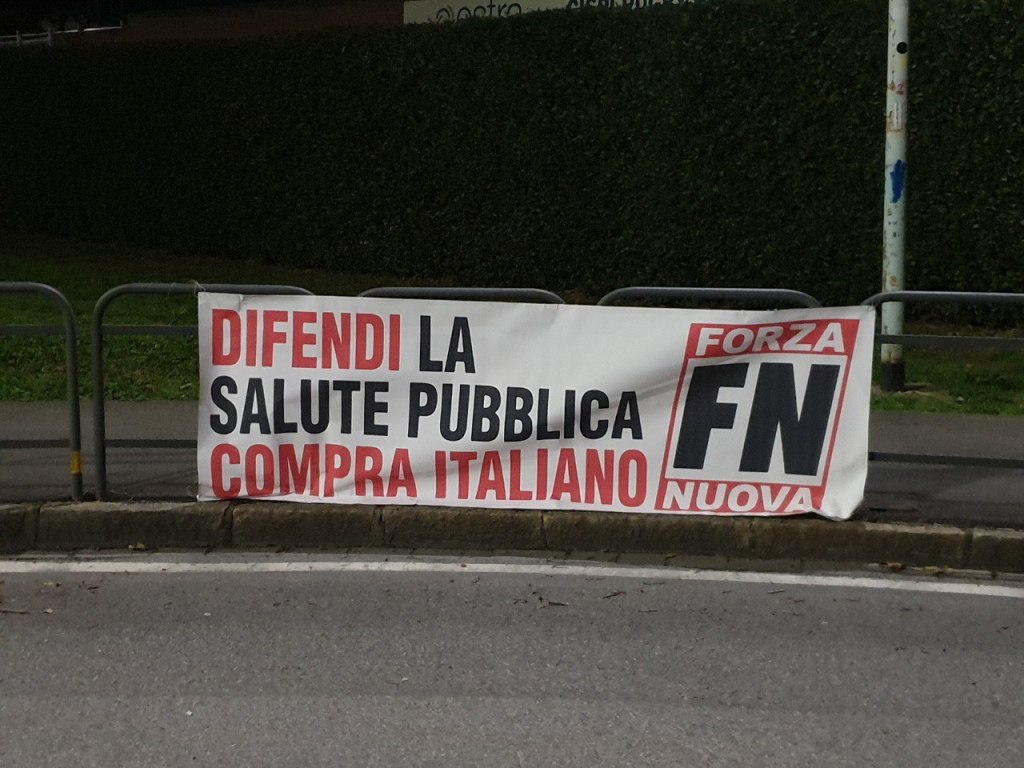 DIFENDI LA
SALUTE PUBBLICA
COMPRA ITALIANO
FORZA
FN
NUOVA